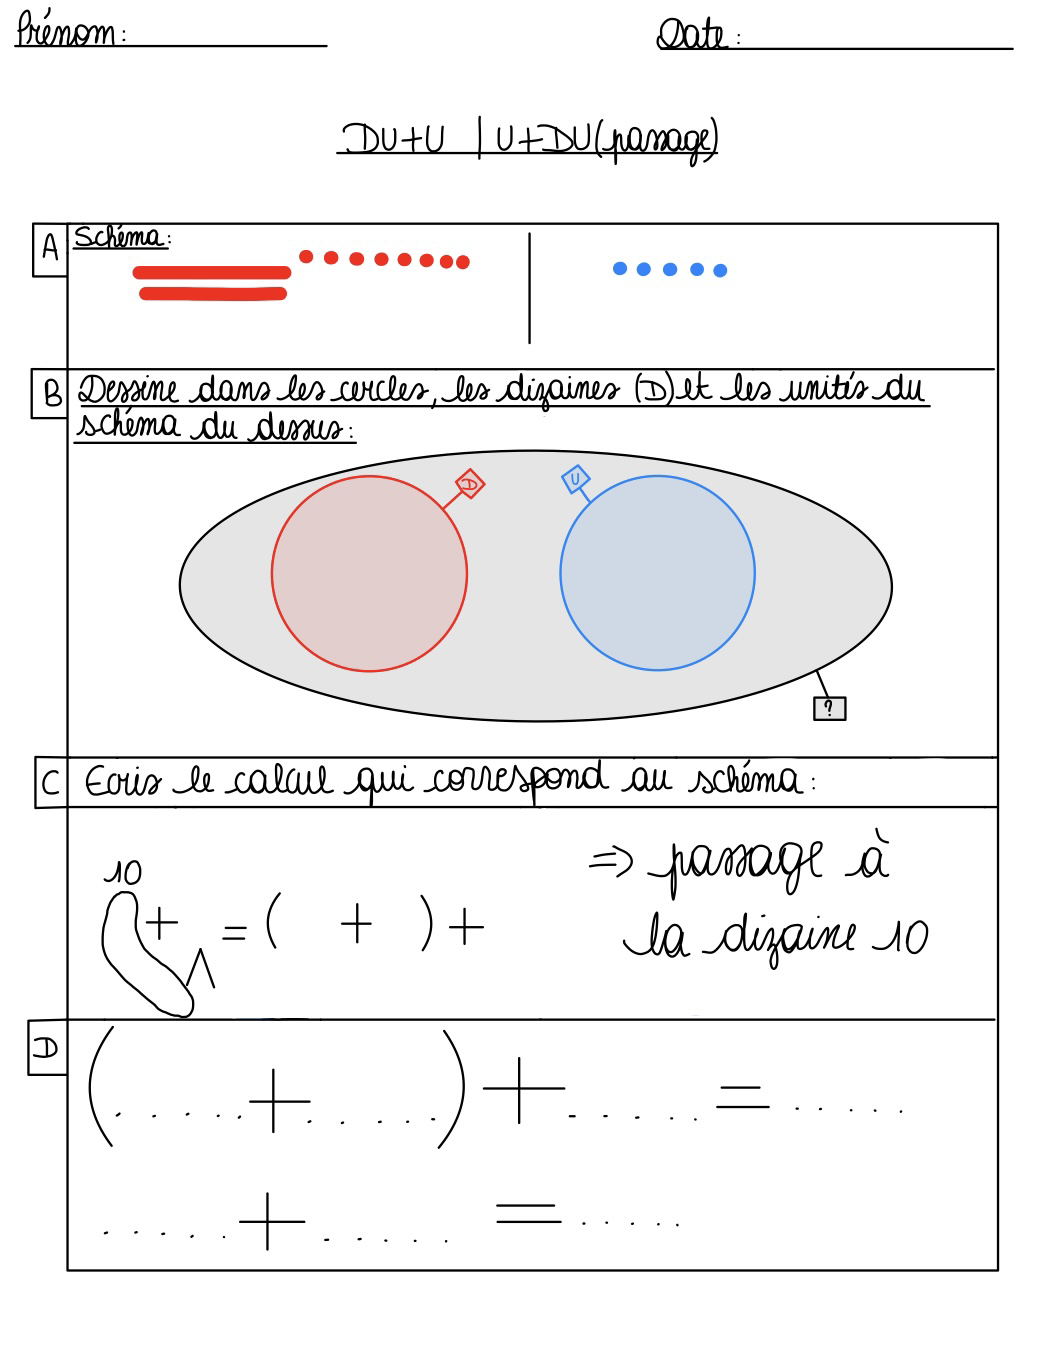 Prénom: Date:
DU+U | U+DU(passage)
A Schéma:
B Dessine dans les cercles, les dizaines (D) et les unités du
schéma du dessus:
D U
?
C Ecris le calcul qui correspond au schéma:
10 ⇒ passage à
+ = ( + ) + la dizaine 10
D
(..... + .....) + ..... = .....
..... + ..... = .....